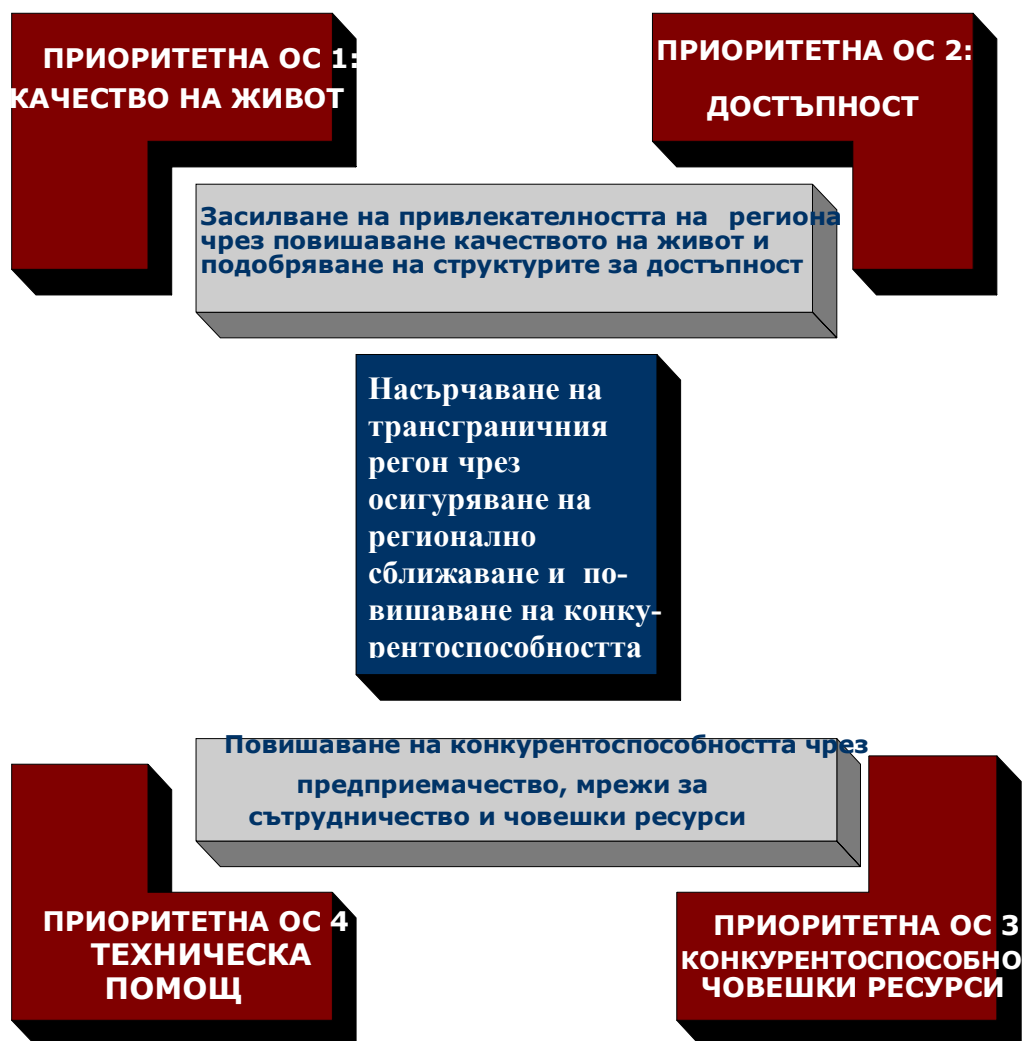 ПРИОРИТЕТНА ОС 1:
КАЧЕСТВО НА ЖИВОТ
ПРИОРИТЕТНА ОС 2:
ДОСТЪПНОСТ
Засилване на привлекателността на региона
чрез повишаване качеството на живот и
подобряване на структурите за достъпност
Насърчаване на
трансграничния
регон чрез
осигуряване на
регионално
сближаване и по-
вишаване на конку-
рентоспособността
Повишаване на конкурентоспособността чрез
предприемачество, мрежи за
сътрудничество и човешки ресурси
ПРИОРИТЕТНА ОС 4
ТЕХНИЧЕСКА
ПОМОЩ
ПРИОРИТЕТНА ОС 3
КОНКУРЕНТОСПОСОБНО
ЧОВЕШКИ РЕСУРСИ